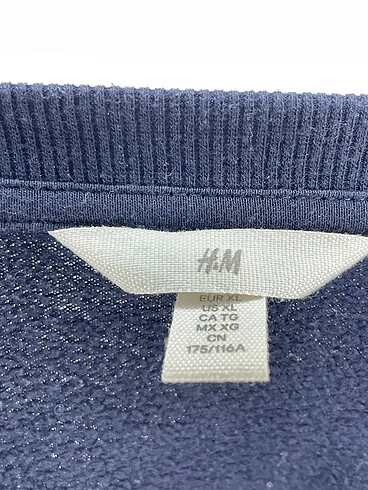 H&M
EUR XL
US XL
CA TG
MX XG
CN
175/116A